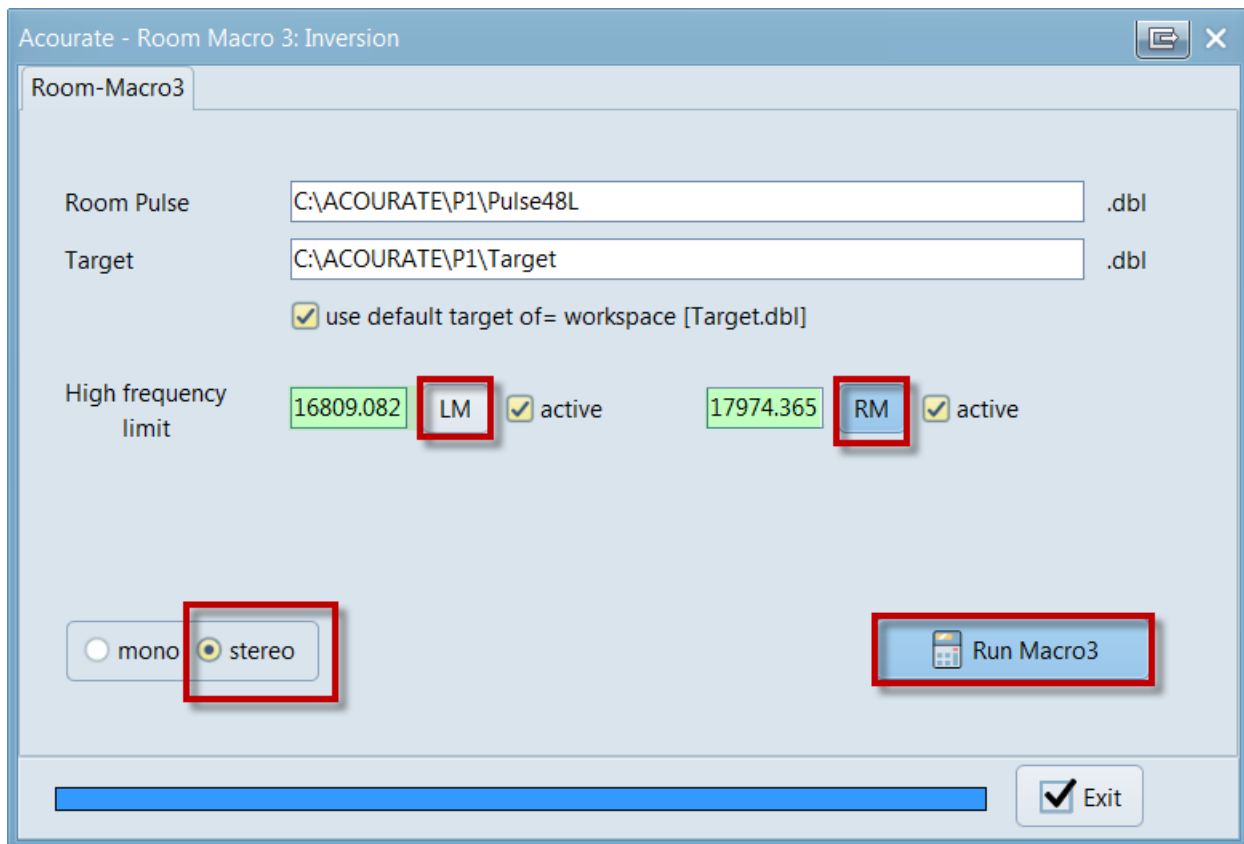 Acourate - Room Macro 3: Inversion
Room-Macro3
Room Pulse C:\ACOURATE\P1\Pulse48L .dbl
Target C:\ACOURATE\P1\Target .dbl
use default target of= workspace [Target.dbl]
High frequency limit 16809.082 LM active 17974.365 RM active
mono stereo Run Macro3
Exit